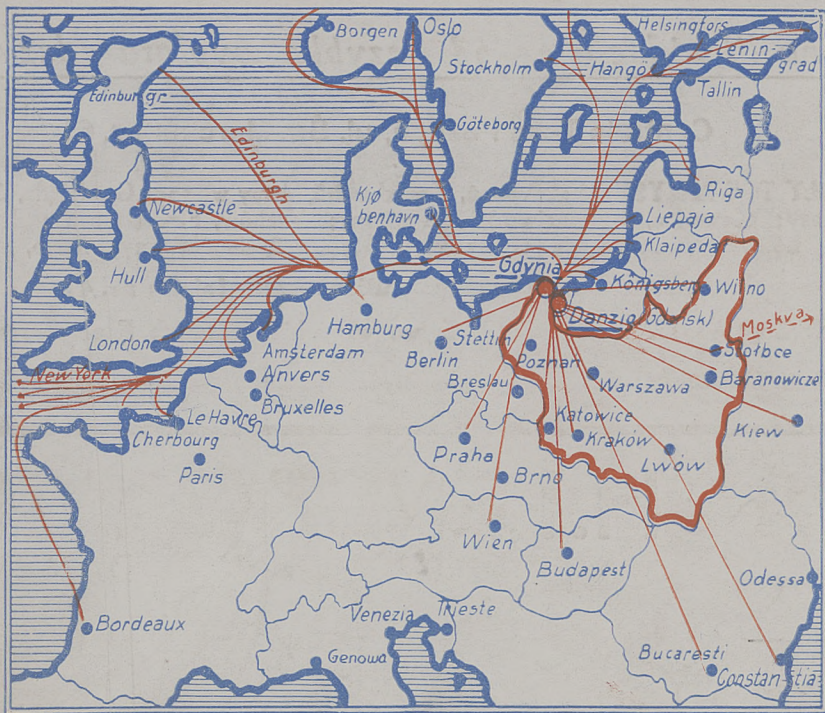 Borgen
Oslo
Helsingfors
Lenin-
grad
Stockholm
Hangö
Tallin
Edinburgr
Göteborg
Edinburgh
Kjø
benhavn
Riga
Newcastle
Liepaja
Klaipeda
Hull
Gdynia
Königsberg
Wilno
Hamburg
Danzig (Gdańsk)
Moskva
London
Stettin
Berlin
Amsterdam
Poznań
Stołbce
New York
Anvers
Breslau
Warszawa
Baranowicze
Bruxelles
Le Havre
Cherbourg
Katowice
Kraków
Kiew
Paris
Praha
Brno
Lwów
Wien
Budapest
Odessa
Bordeaux
Venezia
Trieste
Genowa
Bucaresti
Constan-tia